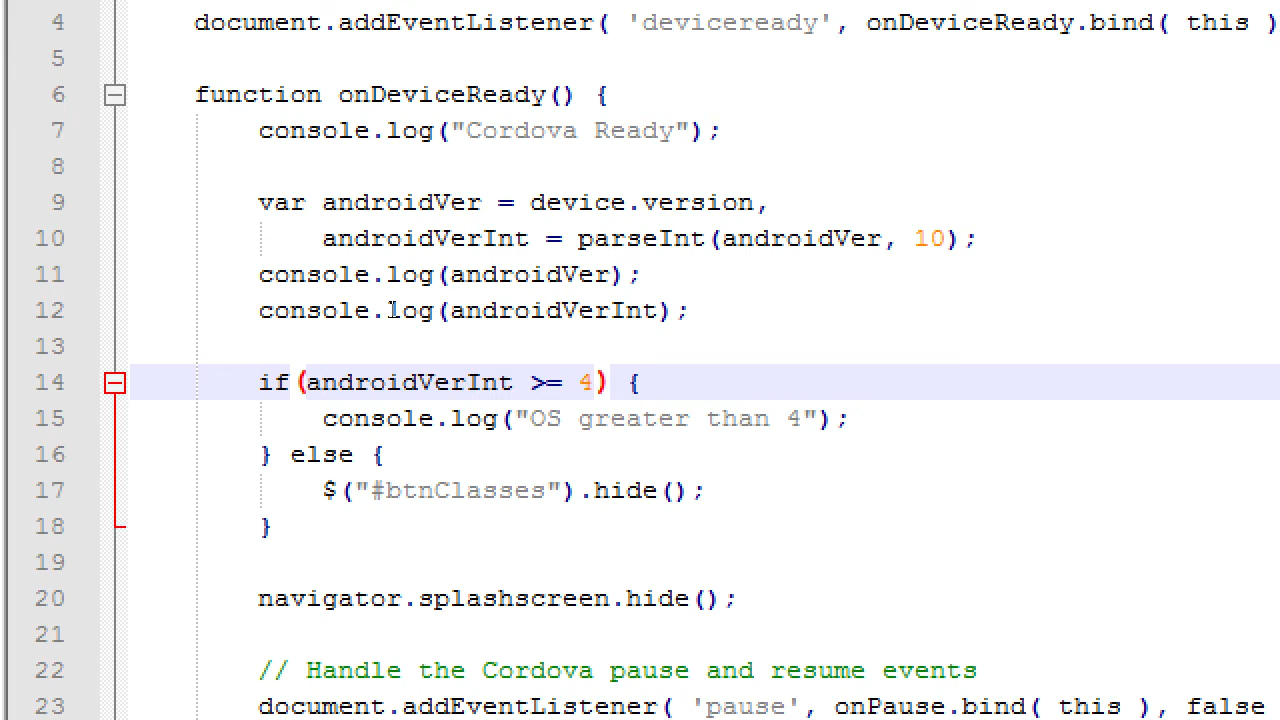 4 document.addEventListener( 'deviceready', onDeviceReady.bind( this )
5
6 function onDeviceReady() {
7 console.log("Cordova Ready");
8
9 var androidVer = device.version,
10 androidVerInt = parseInt(androidVer, 10);
11 console.log(androidVer);
12 console.log(androidVerInt);
13
14 if(androidVerInt >= 4) {
15 console.log("OS greater than 4");
16 } else {
17 $("#btnClasses").hide();
18 }
19
20 navigator.splashscreen.hide();
21
22 // Handle the Cordova pause and resume events
23 document.addEventListener( 'pause', onPause.bind( this ), false